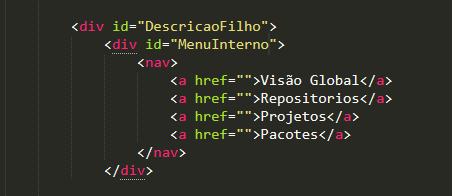 <div id="DescricaoFilho">
<div id="MenuInterno">
<nav>
<a href="">Visão Global</a>
<a href="">Repositorios</a>
<a href="">Projetos</a>
<a href="">Pacotes</a>
</nav>
</div>